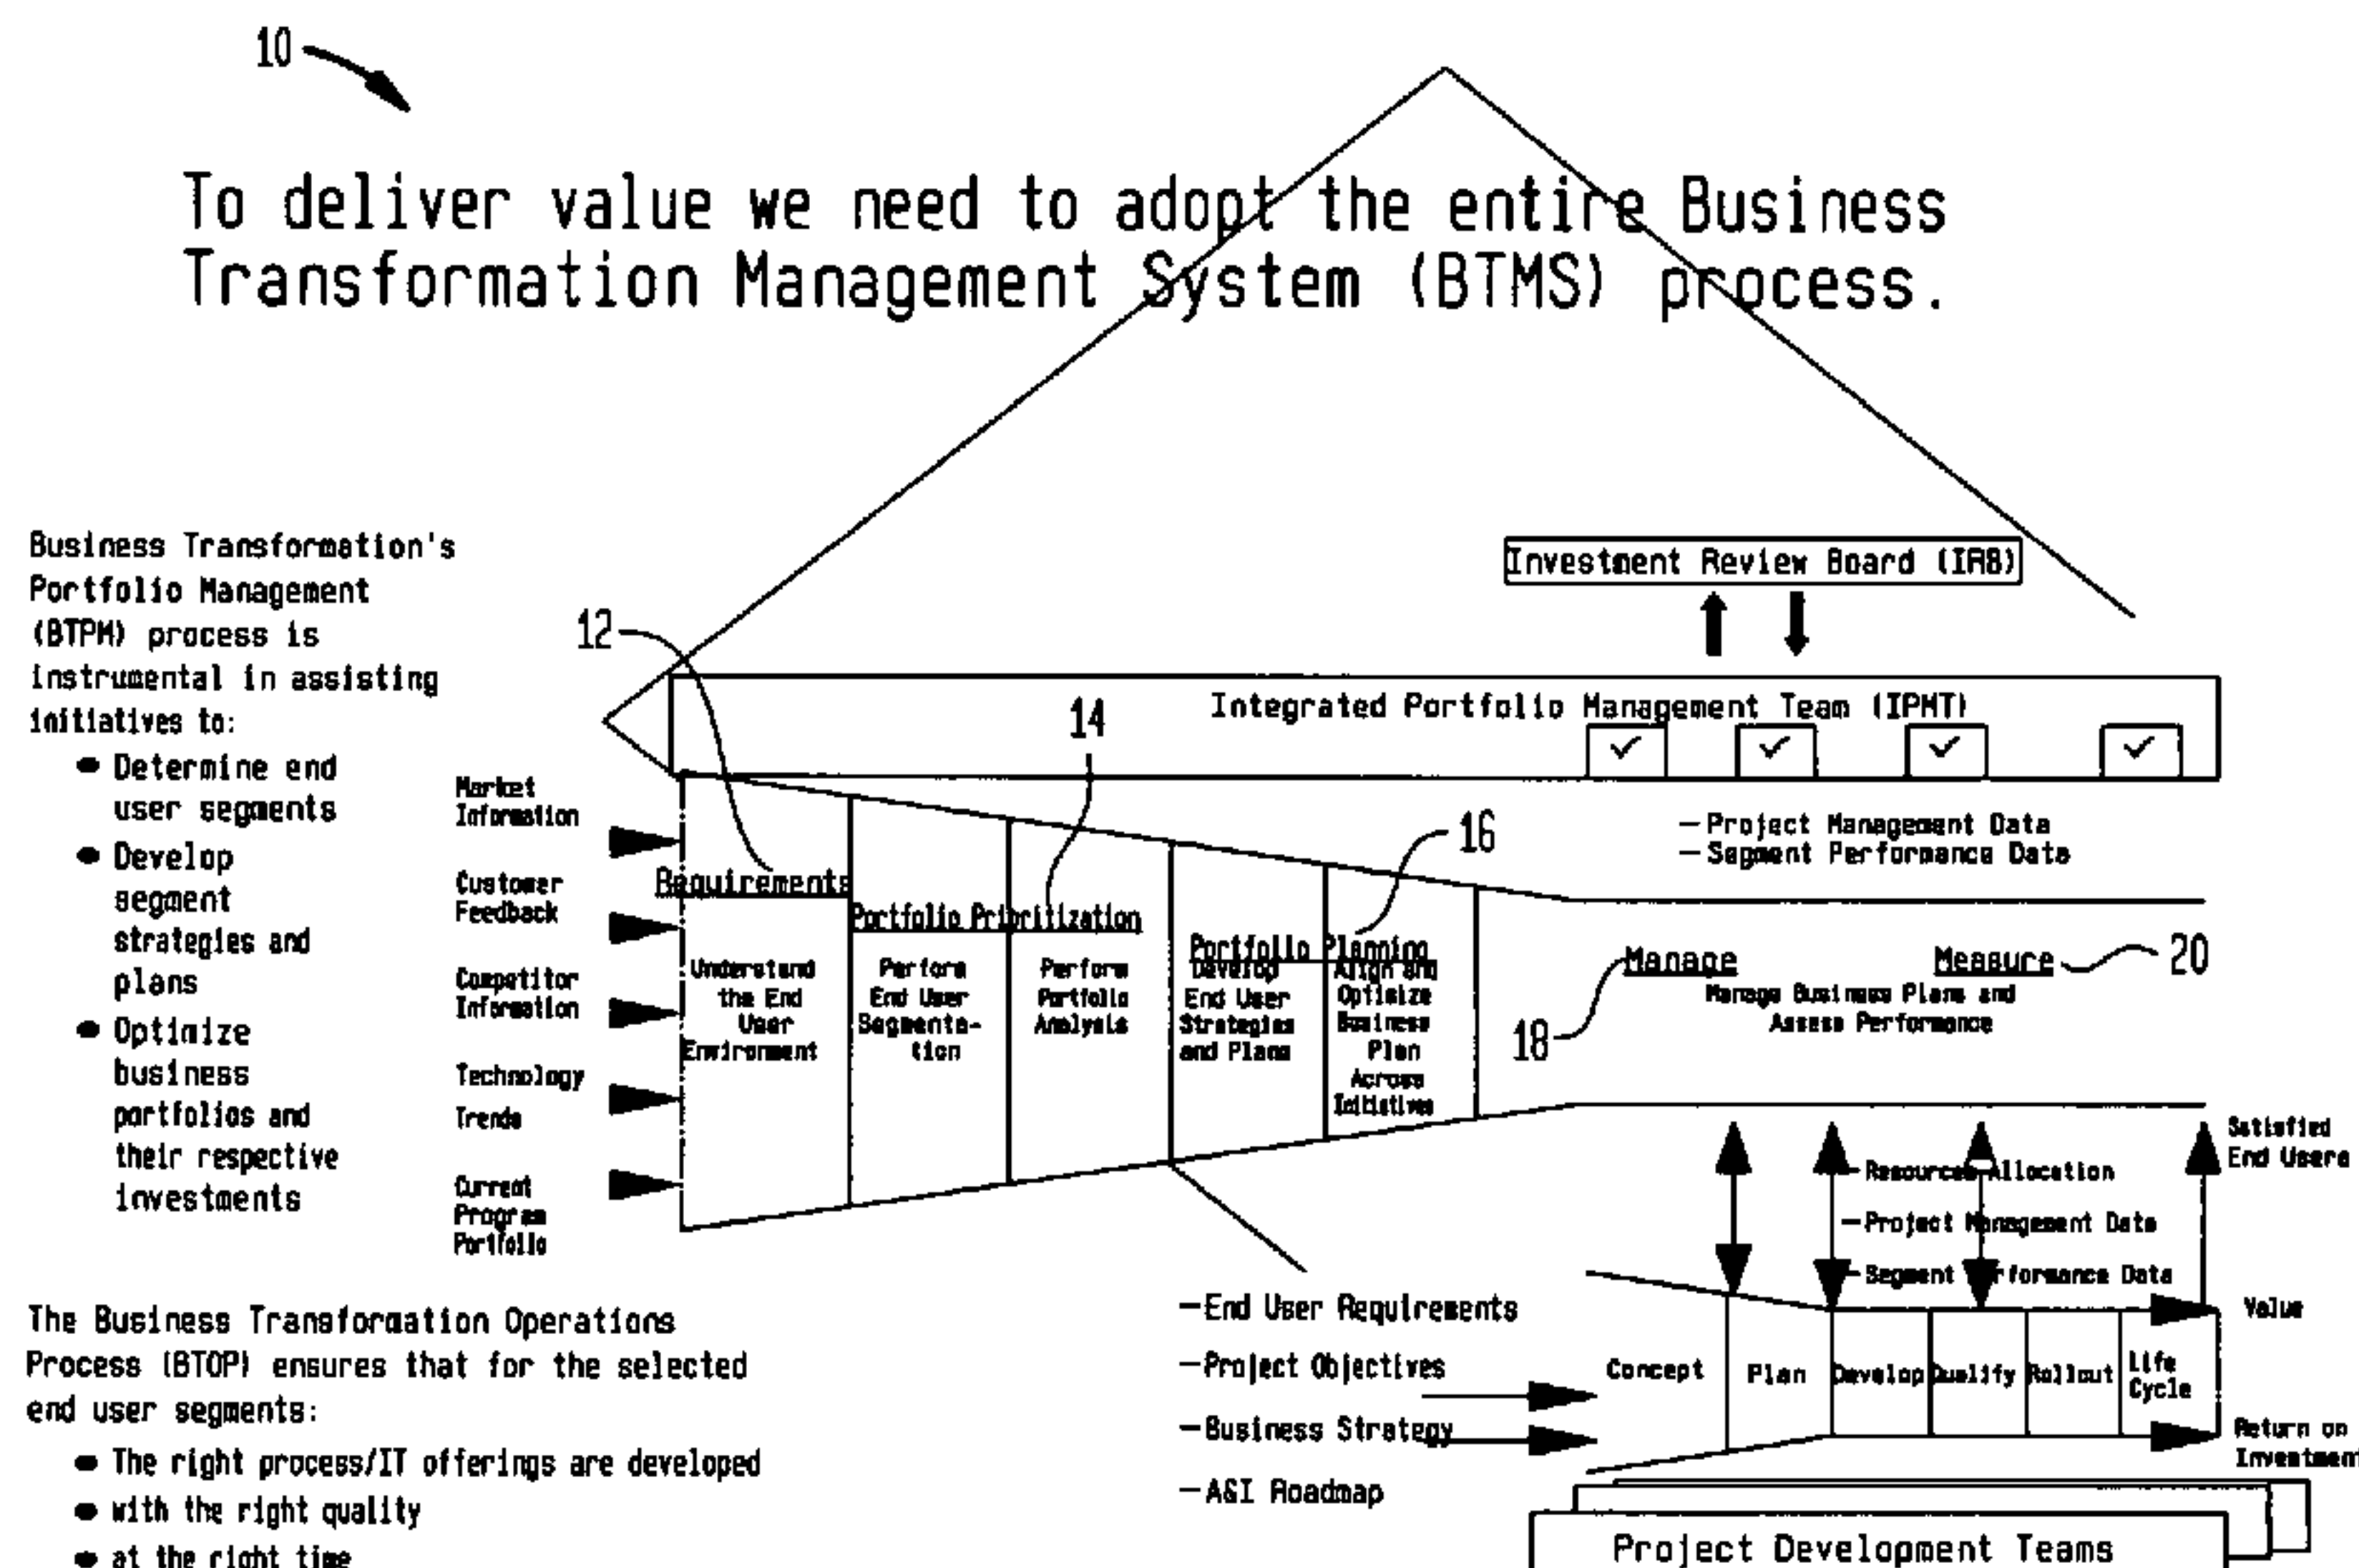 10
To deliver value we need to adopt the entire Business
Transformation Management System (BTMS) process.
Business Transformation's
Portfolio Management
(BTPM) process is
instrumental in assisting
initiatives to:
Determine end
user segments
Develop
segment
strategies and
plans
Optimize
business
portfolios and
their respective
investments
Investment Review Board (IRB)
12
Integrated Portfolio Management Team (IPMT)
14
16
Market
Information
Customer
Feedback
Competitor
Information
Technology
Trends
Current
Program
Portfolio
Requirements
Understand
the End
User
Environment
Portfolio Prioritization
Perform
End User
Segmenta-
tion
Perform
Portfolio
Analysis
Portfolio Planning
Develop
End User
Strategies
and Plans
Align and
Optimize
Business
Plan
Across
Initiatives
- Project Management Data
- Segment Performance Data
Manage
Measure
20
18
Manage Business Plans and
Assess Performance
Satisfied
End Users
- Resources Allocation
- Project Management Data
- Segment Performance Data
The Business Transformation Operations
Process (BTOP) ensures that for the selected
end user segments:
The right process/IT offerings are developed
with the right quality
at the right time
- End User Requirements
- Project Objectives
- Business Strategy
- A&I Roadmap
Concept
Plan
Develop
Qualify
Rollout
Life
Cycle
Value
Return on
Investment
Project Development Teams